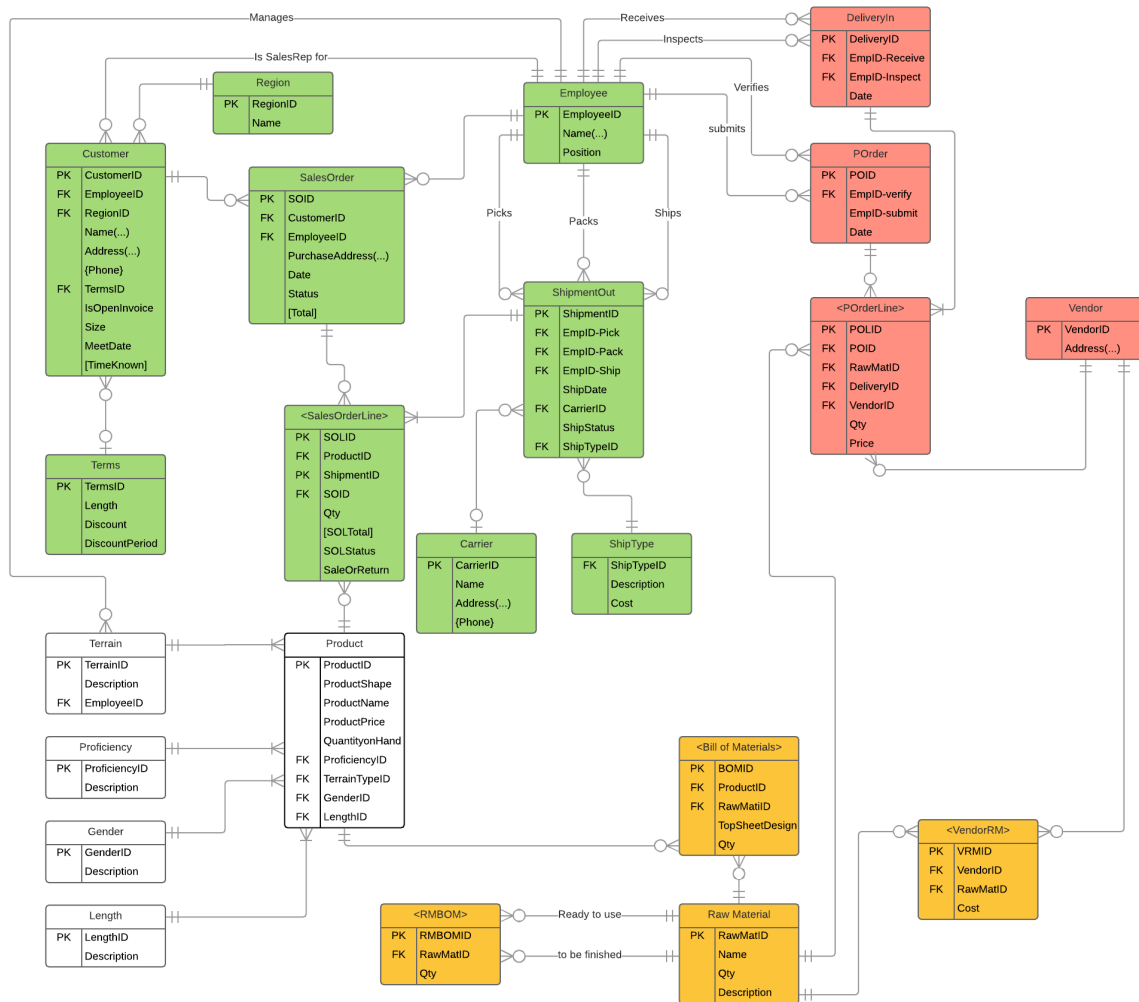 Manages
Receives
DeliveryIn
PK DeliveryID
FK EmpID-Receive
FK EmpID-Inspect
Date
Inspects
Is SalesRep for
Region
PK RegionID
Name
Employee
PK EmployeeID
Name(...)
Position
Verifies
submits
Customer
PK CustomerID
FK EmployeeID
FK RegionID
Name(...)
Address(...)
{Phone}
FK TermsID
IsOpenInvoice
Size
MeetDate
[TimeKnown]
SalesOrder
PK SOID
FK CustomerID
FK EmployeeID
PurchaseAddress(...)
Date
Status
[Total]
POrder
PK POID
FK EmpID-verify
EmpID-submit
Date
Picks
Packs
Ships
ShipmentOut
PK ShipmentID
FK EmpID-Pick
FK EmpID-Pack
FK EmpID-Ship
ShipDate
FK CarrierID
ShipStatus
FK ShipTypeID
<POrderLine>
PK POLID
FK POID
FK RawMatID
FK DeliveryID
FK VendorID
Qty
Price
Vendor
PK VendorID
Address(...)
<SalesOrderLine>
PK SOLID
FK ProductID
PK ShipmentID
FK SOID
Qty
[SOLTotal]
SOLStatus
SaleOrReturn
Terms
PK TermsID
Length
Discount
DiscountPeriod
Carrier
PK CarrierID
Name
Address(...)
{Phone}
ShipType
FK ShipTypeID
Description
Cost
Terrain
PK TerrainID
Description
FK EmployeeID
Product
PK ProductID
ProductShape
ProductName
ProductPrice
QuantityonHand
FK ProficiencyID
FK TerrainTypeID
FK GenderID
FK LengthID
Proficiency
PK ProficiencyID
Description
<Bill of Materials>
PK BOMID
FK ProductID
FK RawMatiID
TopSheetDesign
Qty
Gender
PK GenderID
Description
<VendorRM>
PK VRMID
FK VendorID
FK RawMatID
Cost
Length
PK LengthID
Description
<RMBOM>
PK RMBOMID
FK RawMatID
Qty
Ready to use
to be finished
Raw Material
PK RawMatID
Name
Qty
Description